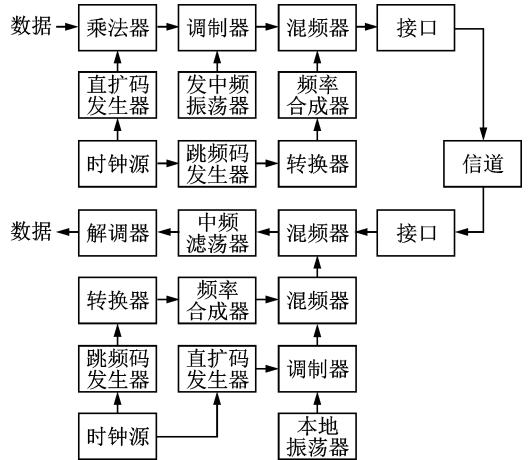 数据
乘法器
调制器
混频器
接口
直扩码
发生器
发中频
振荡器
频率
合成器
时钟源
跳频码
发生器
转换器
信道
数据
解调器
中频
滤荡器
混频器
接口
转换器
频率
合成器
混频器
跳频码
发生器
直扩码
发生器
调制器
时钟源
本地
振荡器